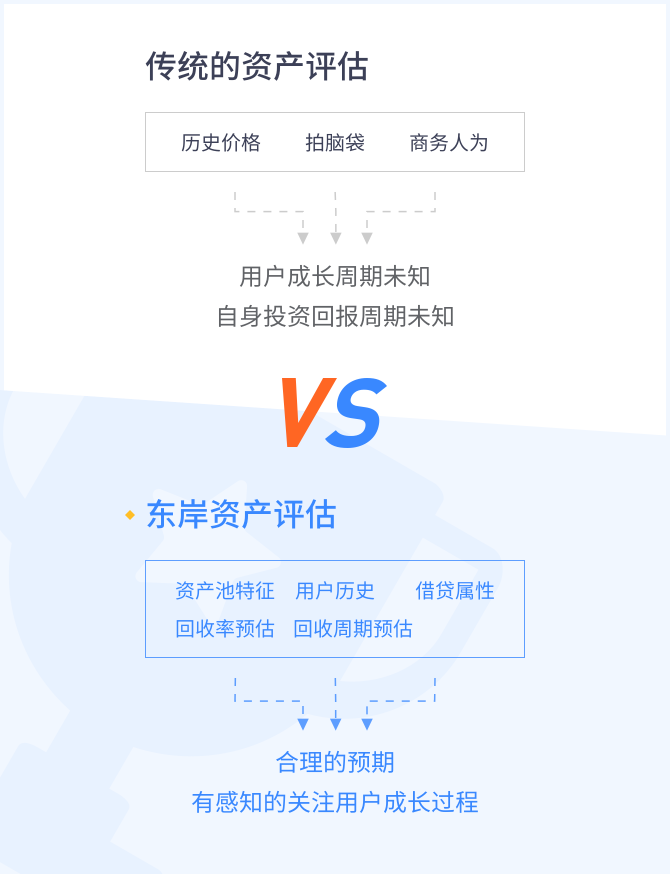 传统的资产评估
历史价格 拍脑袋 商务人为
用户成长周期未知
自身投资回报周期未知
VS
东岸资产评估
资产池特征 用户历史 借贷属性
回收率预估 回收周期预估
合理的预期
有感知的关注用户成长过程